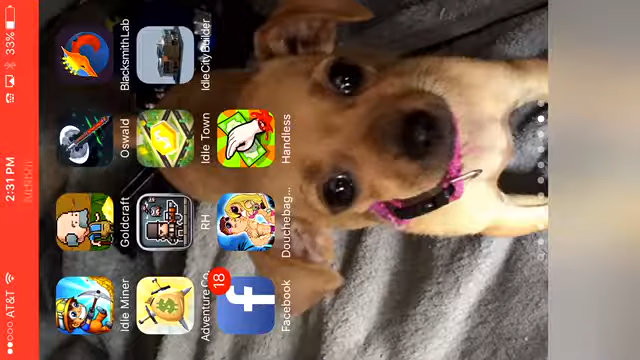 AT&T 2:31 PM 33%
Idle Miner Goldcraft Oswald BlacksmithLab
Adventure Co RH Idle Town IdleCityBuilder
18
Facebook Douchebag... Handless